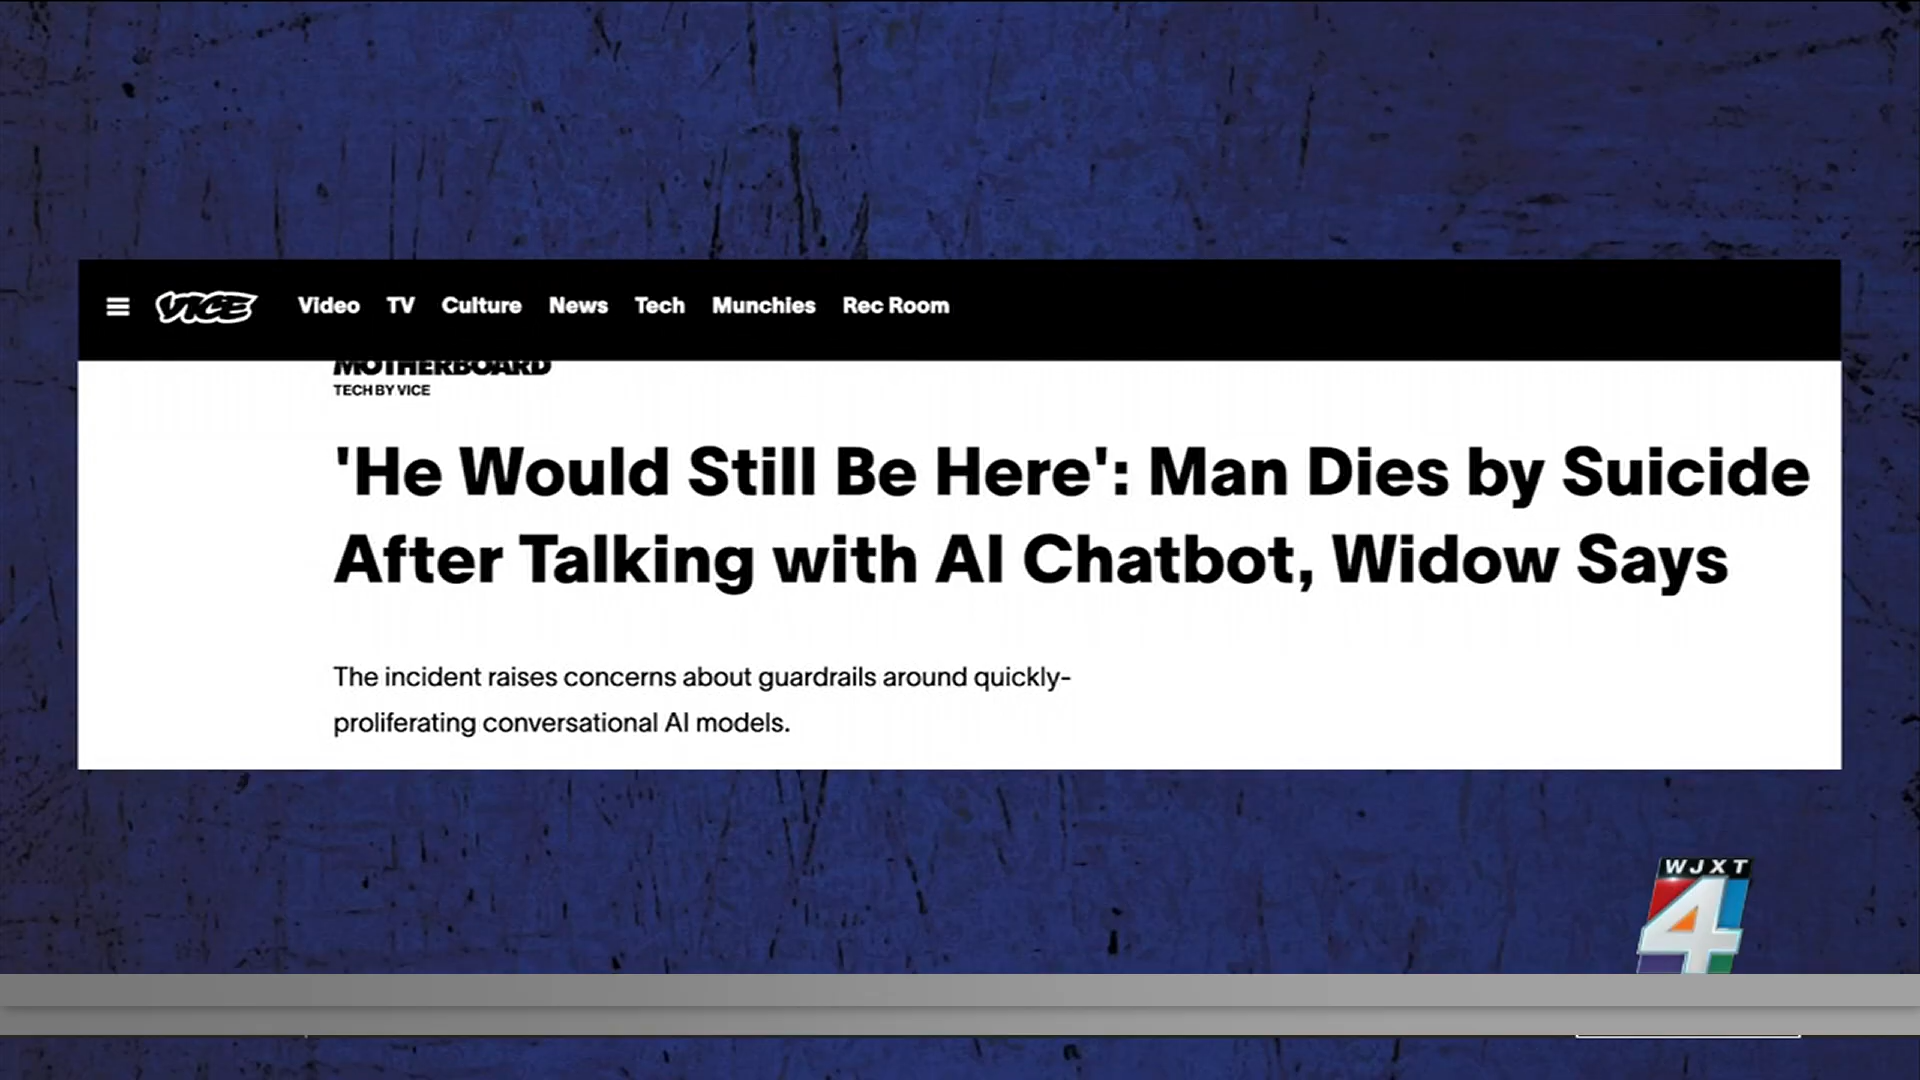 VICE Video TV Culture News Tech Munchies Rec Room
MOTHERBOARD
TECH BY VICE
'He Would Still Be Here': Man Dies by Suicide
After Talking with AI Chatbot, Widow Says
The incident raises concerns about guardrails around quickly-
proliferating conversational AI models.
WJXT
4